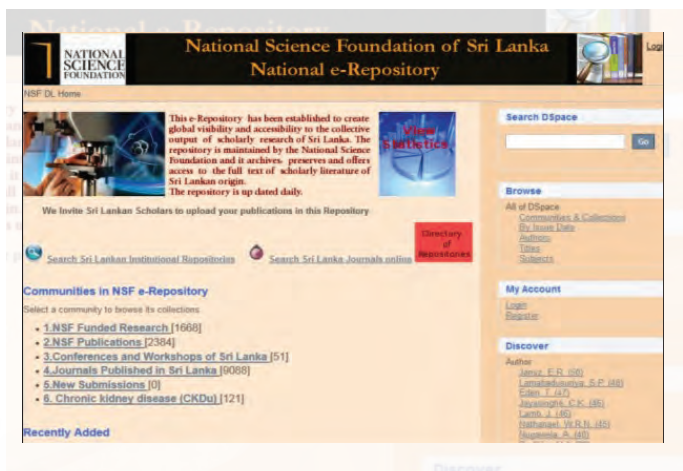 NATIONAL
SCIENCE
FOUNDATION
National Science Foundation of Sri Lanka
National e-Repository
NSF DL Home
This e-Repository has been established to create
global visibility and accessibility to the collective
output of scholarly research of Sri Lanka. The
repository is maintained by the National Science
Foundation and it archives preserves and offers
access to the full text of scholarly literature of
Sri Lankan origin.
The repository is up dated daily.
View
Statistics
We Invite Sri Lankan Scholars to upload your publications in this Repository
Directory
of
Repositories
Search Sri Lankan Institutional Repositories
Search Sri Lanka Journals online
Communities in NSF e-Repository
Select a community to browse its collections.
1.NSF Funded Research [1668]
2.NSF Publications [2384]
3.Conferences and Workshops of Sri Lanka [51]
4.Journals Published in Sri Lanka [9088]
5.New Submissions [0]
6. Chronic kidney disease (CKDu) [121]
Recently Added
Search DSpace
Go
Browse
All of DSpace
Communities & Collections
By Issue Date
Authors
Titles
Subjects
My Account
Login
Register
Discover
Author
Lamabadusuriya, S.P. (48)
Eden, T. (47)
Jayasinghe, C.K. (46)
Lamb, J. (46)
Nathanael, W.R.N. (45)
Discover